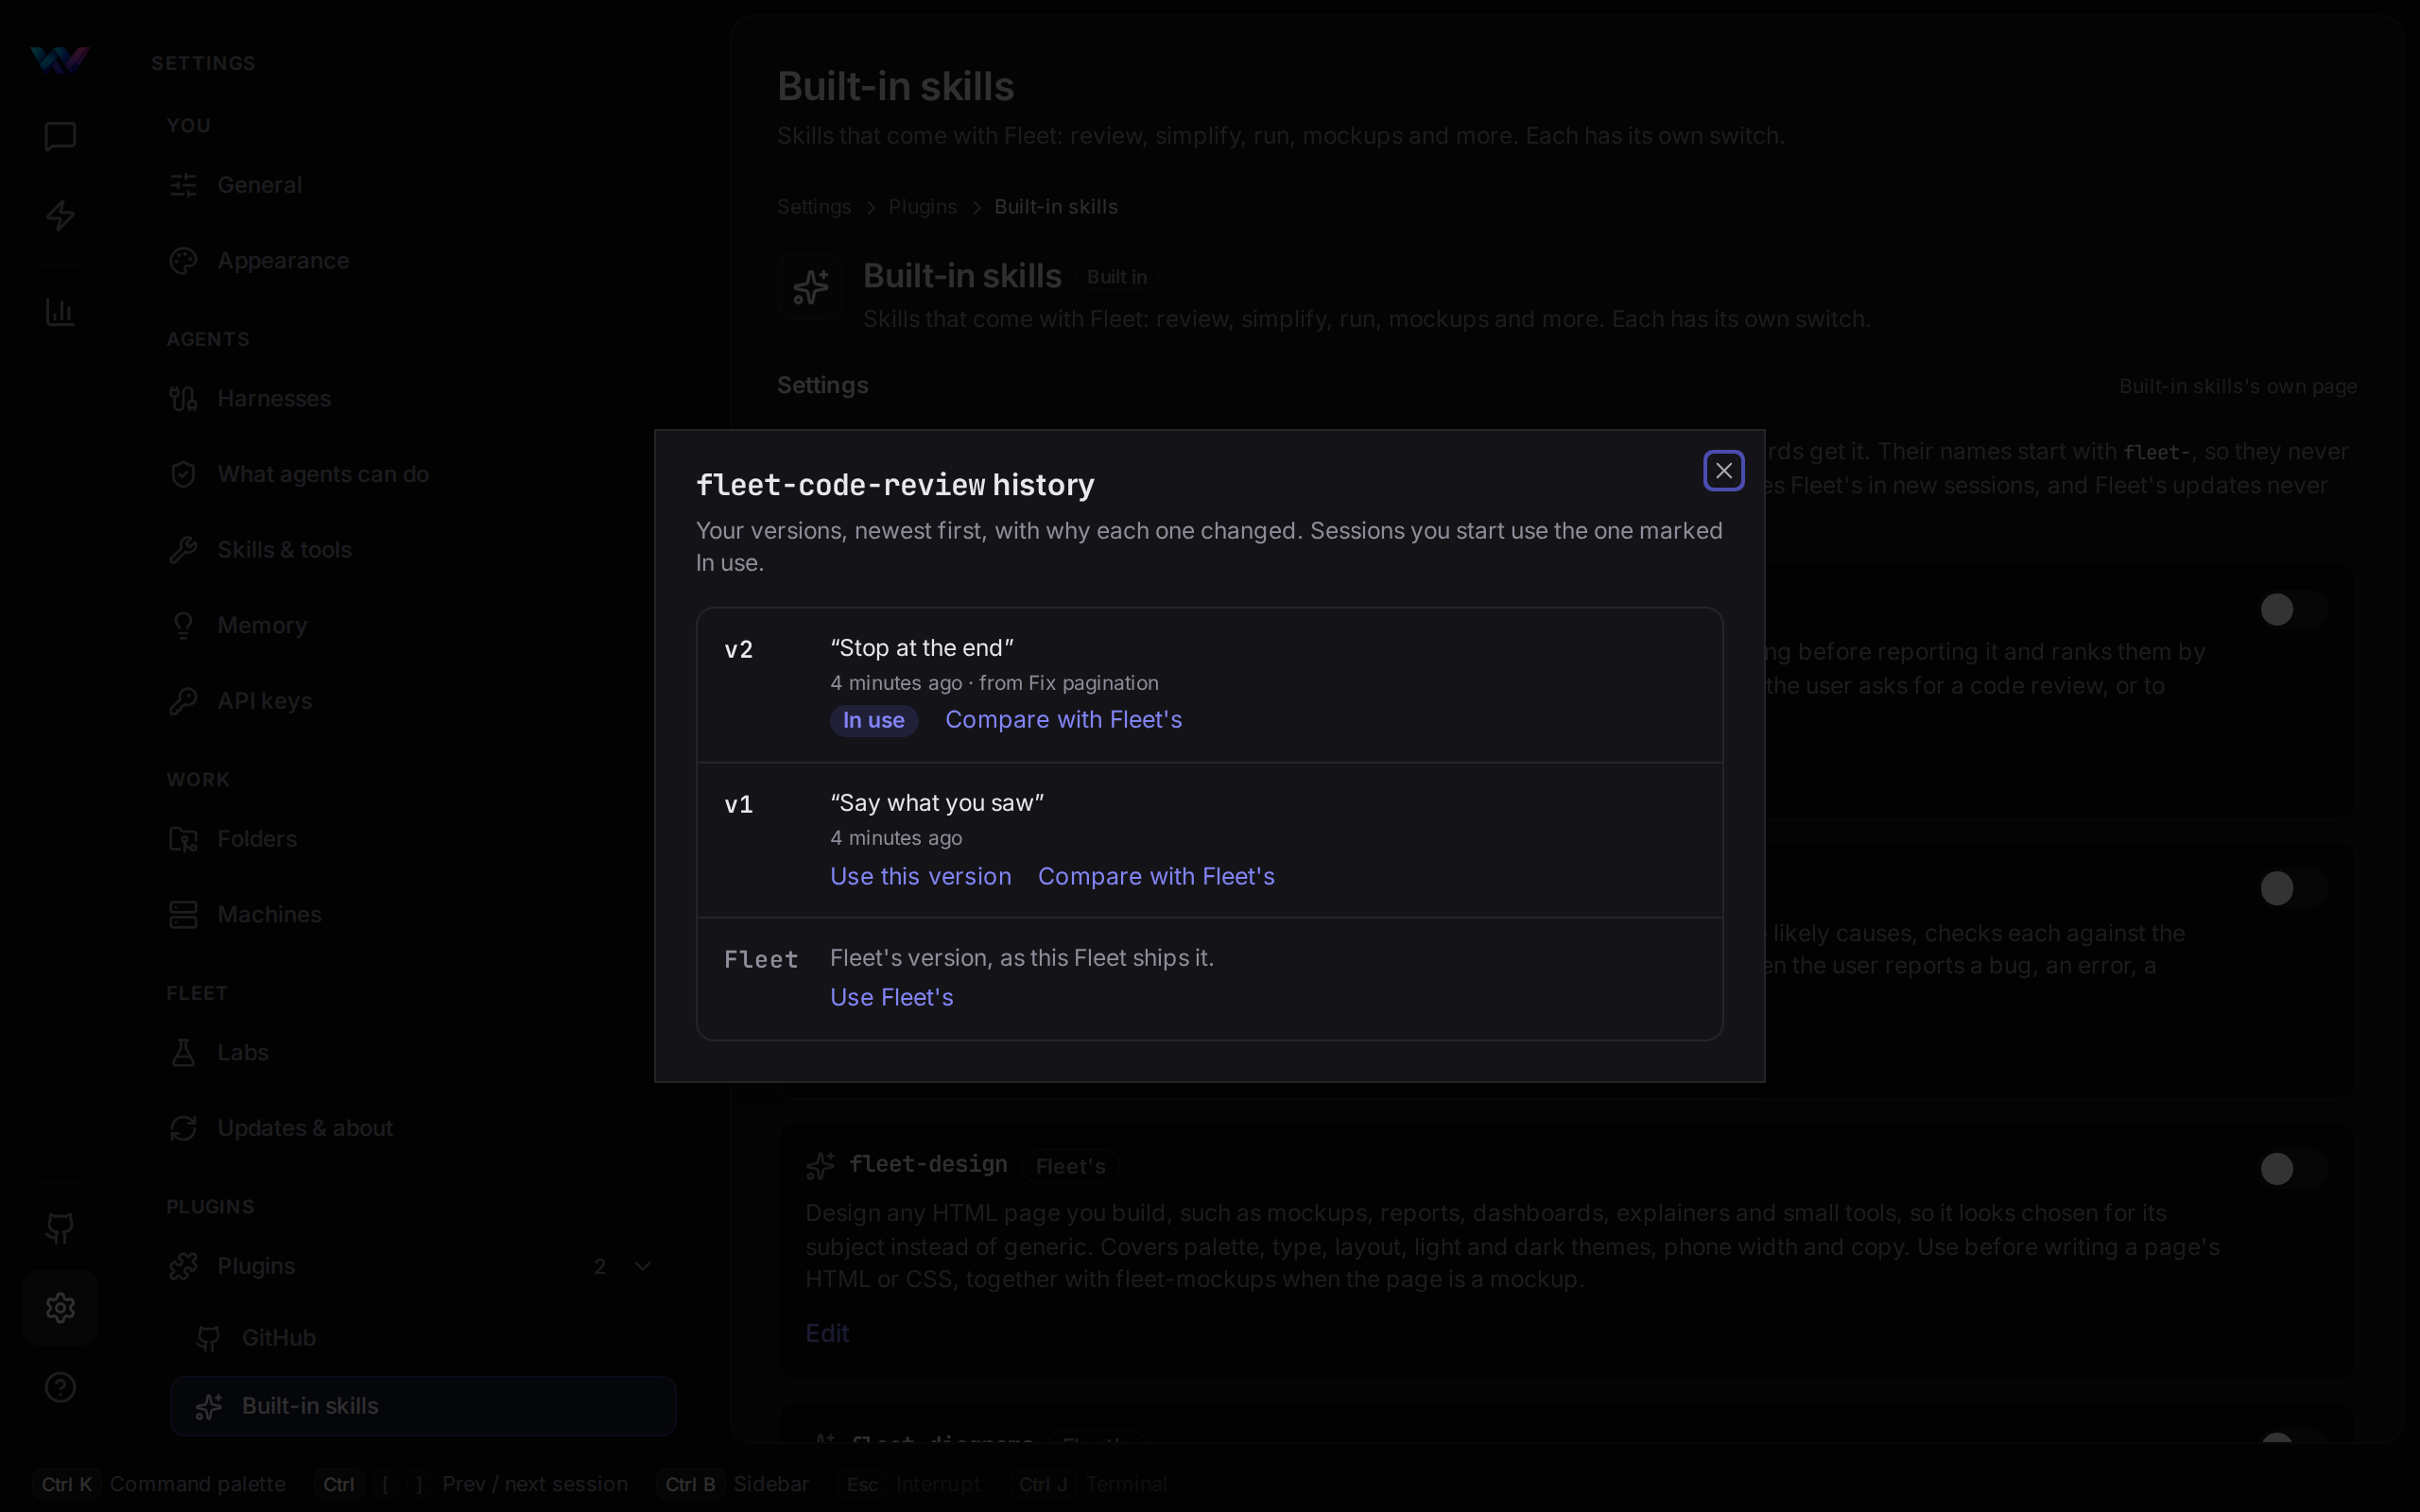 SETTINGS
YOU
General
Appearance
AGENTS
Harnesses
What agents can do
Skills & tools
Memory
API keys
WORK
Folders
Machines
FLEET
Labs
Updates & about
PLUGINS
Plugins 2
GitHub
Built-in skills
Built-in skills
Skills that come with Fleet: review, simplify, run, mockups and more. Each has its own switch.
Settings > Plugins > Built-in skills
Built-in skills Built in
Skills that come with Fleet: review, simplify, run, mockups and more. Each has its own switch.
Settings Built-in skills's own page
rds get it. Their names start with fleet-, so they never
es Fleet's in new sessions, and Fleet's updates never
fleet-code-review history
Your versions, newest first, with why each one changed. Sessions you start use the one marked
In use.
v2 “Stop at the end”
4 minutes ago · from Fix pagination
In use Compare with Fleet's
v1 “Say what you saw”
4 minutes ago
Use this version Compare with Fleet's
Fleet Fleet's version, as this Fleet ships it.
Use Fleet's
ng before reporting it and ranks them by
the user asks for a code review, or to
likely causes, checks each against the
en the user reports a bug, an error, a
fleet-design Fleet's
Design any HTML page you build, such as mockups, reports, dashboards, explainers and small tools, so it looks chosen for its
subject instead of generic. Covers palette, type, layout, light and dark themes, phone width and copy. Use before writing a page's
HTML or CSS, together with fleet-mockups when the page is a mockup.
Edit
Ctrl K Command palette Ctrl [ ] Prev / next session Ctrl B Sidebar Esc Interrupt Ctrl J Terminal